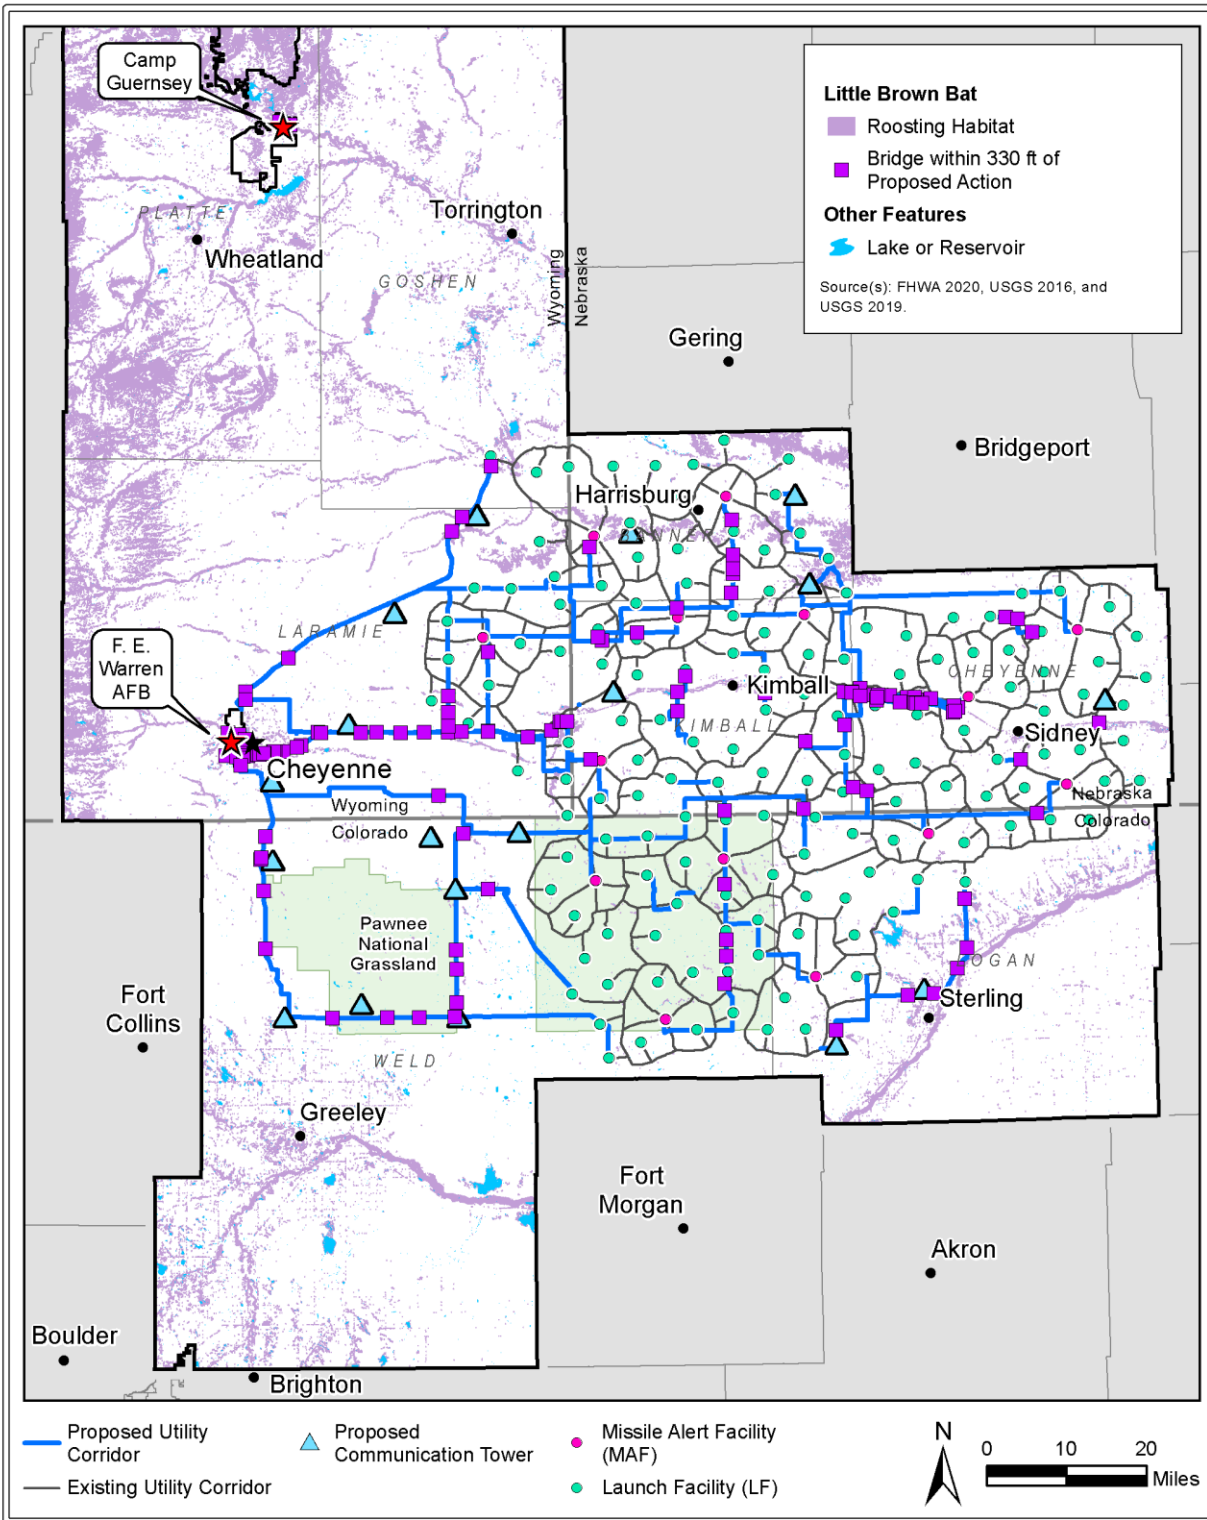 Camp
Guernsey
Little Brown Bat
Roosting Habitat
Bridge within 330 ft of
Proposed Action
Other Features
Lake or Reservoir
Source(s): FHWA 2020, USGS 2016, and
USGS 2019.
PLATTE
Torrington
Wheatland
GOSHEN
Wyoming
Nebraska
Gering
Bridgeport
Harrisburg
BANNER
LARAMIE
F. E.
Warren
AFB
CHEYENNE
Kimball
IMBALL
Sidney
Cheyenne
Wyoming
Colorado
Nebraska
Colorado
Pawnee
National
Grassland
OGAN
Sterling
Fort
Collins
WELD
Greeley
Fort
Morgan
Akron
Boulder
Brighton
Proposed Utility
Corridor
Existing Utility Corridor
Proposed
Communication Tower
Missile Alert Facility
(MAF)
Launch Facility (LF)
N
0 10 20
Miles